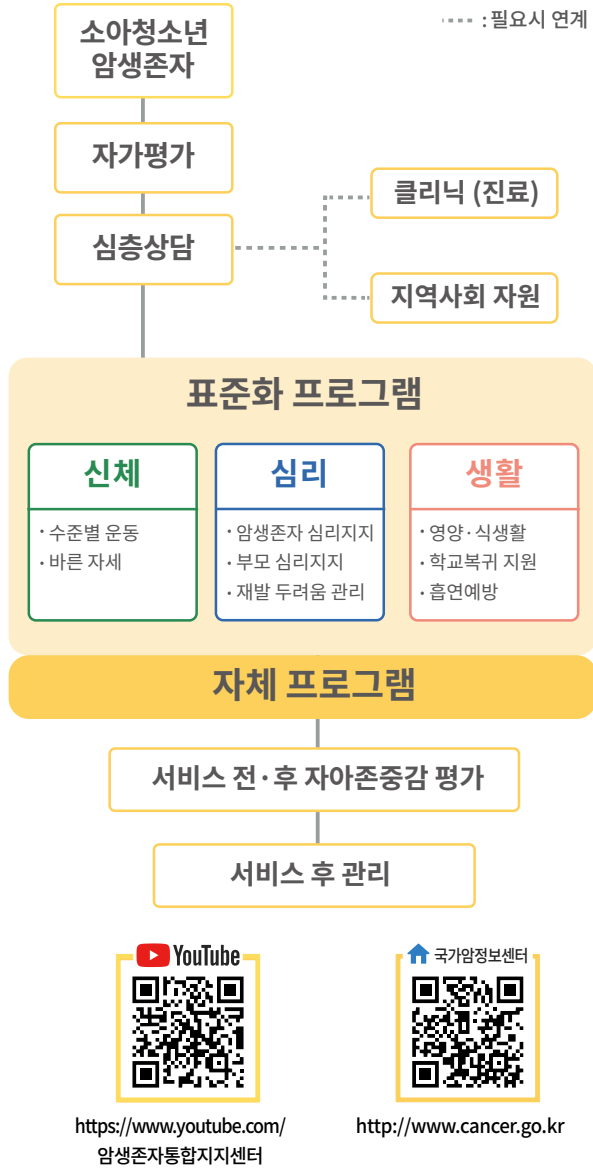 : 필요시 연계
소아청소년
암생존자
자가평가
심층상담
클리닉 (진료)
지역사회 자원
표준화 프로그램
신체
· 수준별 운동
· 바른 자세
심리
· 암생존자 심리지지
· 부모 심리지지
· 재발 두려움 관리
생활
· 영양·식생활
· 학교복귀 지원
· 흡연예방
자체 프로그램
서비스 전·후 자아존중감 평가
서비스 후 관리
YouTube
https://www.youtube.com/
암생존자통합지지센터
국가암정보센터
http://www.cancer.go.kr